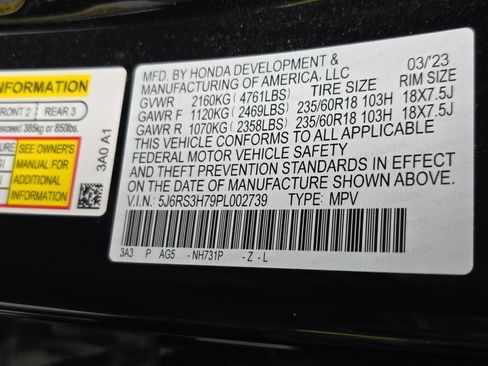 INFORMATION
FRONT 2 REAR 3
exceed 385kg or 850lbs.
SEE OWNER'S
MANUAL FOR
ADDITIONAL
INFORMATION
3A0 A1
MFD. BY HONDA DEVELOPMENT & 03/'23
MANUFACTURING OF AMERICA, LLC
TIRE SIZE RIM SIZE
GVWR 2160KG ( 4761LBS)
GAWR F 1120KG ( 2469LBS) 235/60R18 103H 18X7.5J
GAWR R 1070KG ( 2358LBS) 235/60R18 103H 18X7.5J
THIS VEHICLE CONFORMS TO ALL APPLICABLE
FEDERAL MOTOR VEHICLE SAFETY
AND THEFT PREVENTION STANDARDS IN EFFECT
ON THE DATE OF MANUFACTURE SHOWN ABOVE.
V.I.N.: 5J6RS3H79PL002739 TYPE: MPV
3A3 P AG5 - NH731P - Z - L